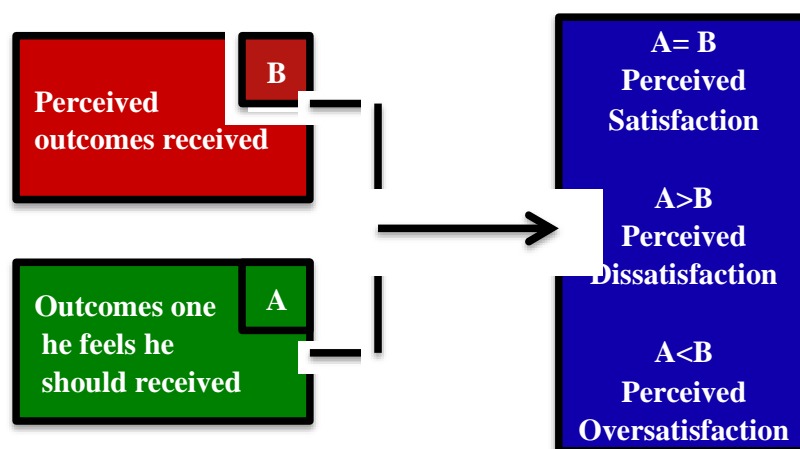 B
Perceived
outcomes received
A
Outcomes one
he feels he
should received
A= B
Perceived
Satisfaction
A>B
Perceived
Dissatisfaction
A<B
Perceived
Oversatisfaction